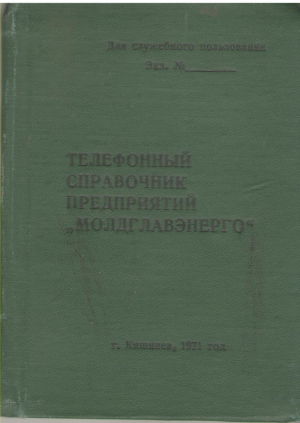 Для служебного пользования
Экз. №
ТЕЛЕФОННЫЙ
СПРАВОЧНИК
ПРЕДПРИЯТИЙ
„МОЛДГЛАВЭНЕРГО“
г. Кишинев, 1971 год